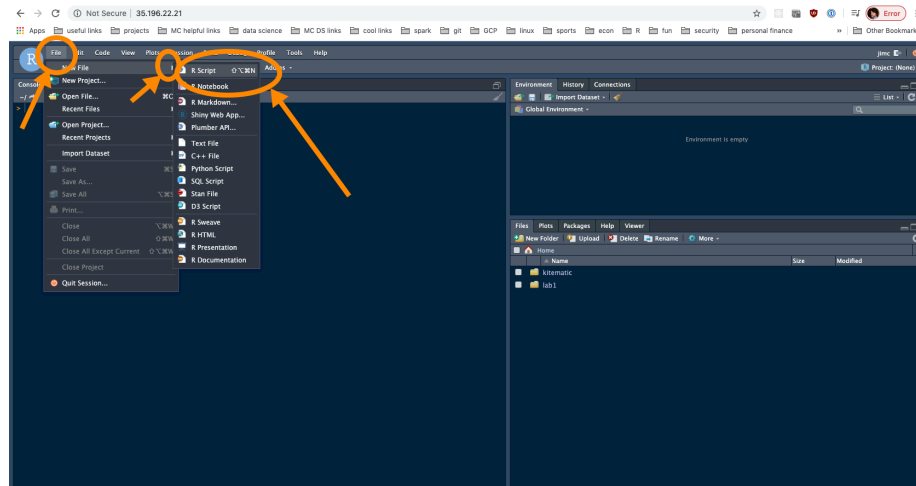 Not Secure | 35.196.22.21
Error
Apps useful links projects MC helpful links data science MC DS links cool links spark git GCP linux sports econ R fun security personal finance » Other Bookmark
R File Edit Code View Plots Session Profile Tools Help jimc
New File Addins Project: (None)
R Script ⇧⌥⌘N
New Project... R Notebook
Open File... R Markdown...
Recent Files Shiny Web App...
Open Project... Plumber API...
Recent Projects Text File
Import Dataset C++ File
Save Python Script
Save As... SQL Script
Save All Stan File
Print... D3 Script
Close R Sweave
Close All R HTML
Close All Except Current R Presentation
Close Project R Documentation
Quit Session...
Environment History Connections
Import Dataset List
Global Environment
Environment is empty
Files Plots Packages Help Viewer
New Folder Upload Delete Rename More
Home
Name Size Modified
kitematic
lab1